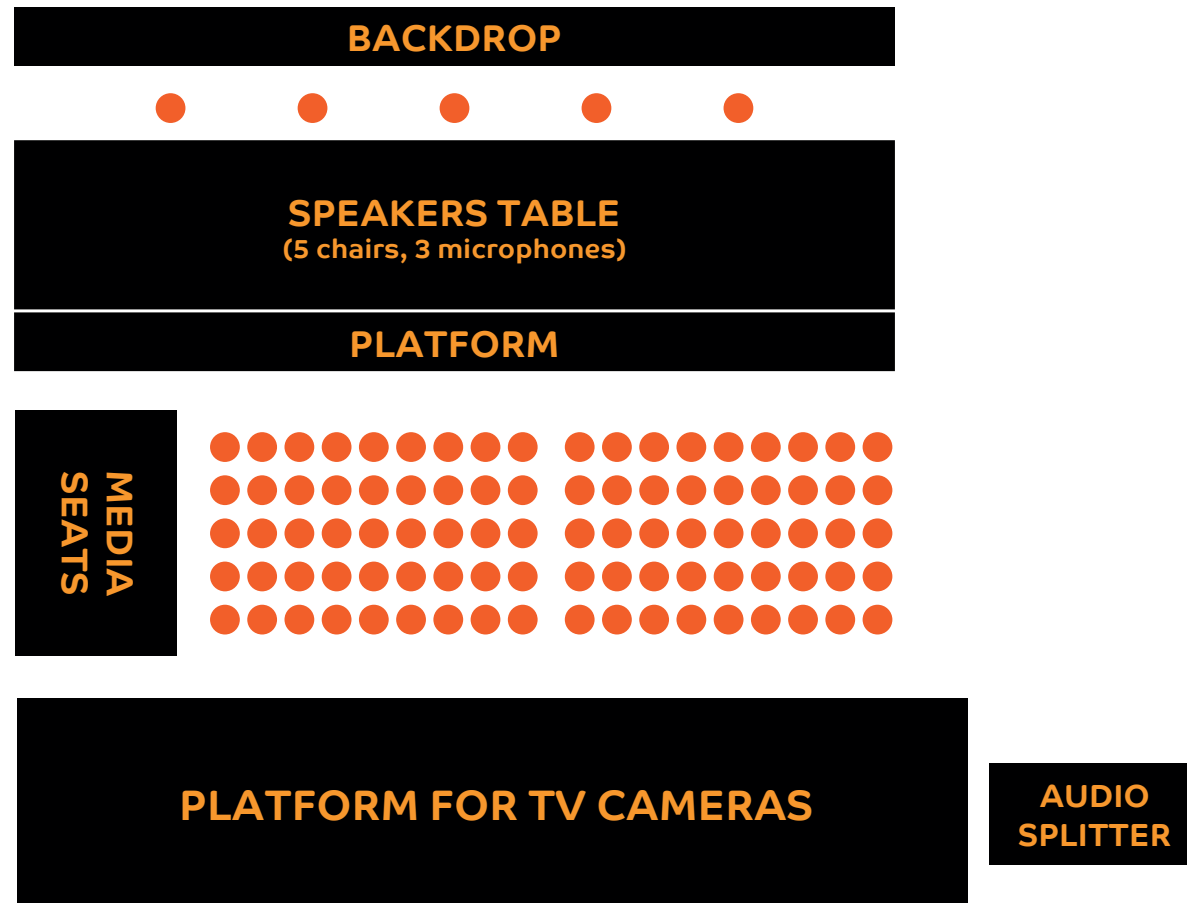 BACKDROP
SPEAKERS TABLE
(5 chairs, 3 microphones)
PLATFORM
MEDIA
SEATS
PLATFORM FOR TV CAMERAS
AUDIO
SPLITTER